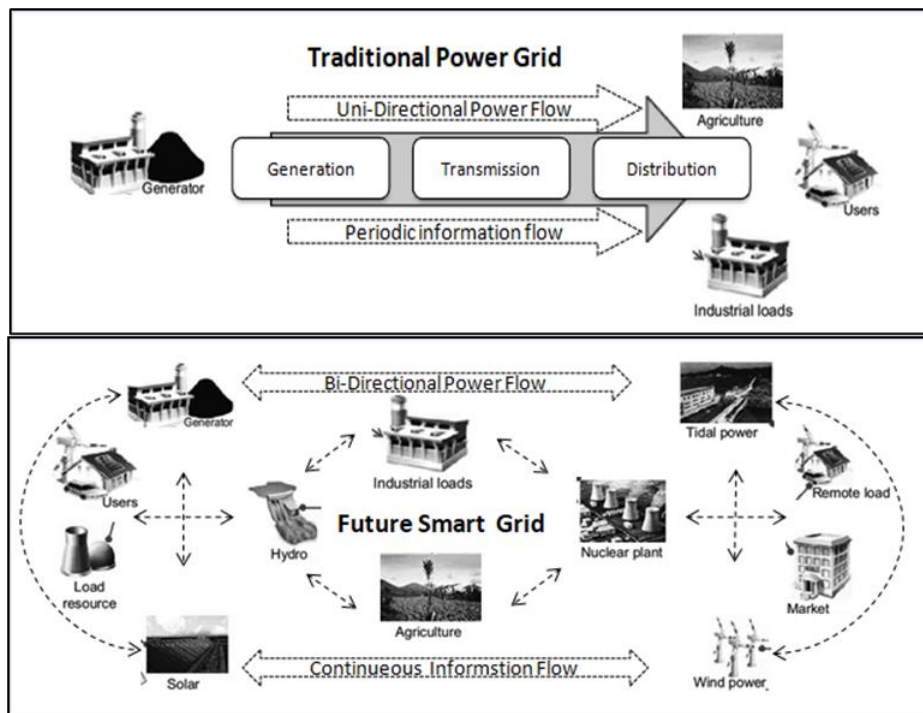 Traditional Power Grid
Uni-Directional Power Flow
Agriculture
Generator
Generation
Transmission
Distribution
Users
Periodic information flow
Industrial loads
Bi-Directional Power Flow
Generator
Tidal power
Industrial loads
Users
Remote load
Hydro
Future Smart Grid
Nuclear plant
Load
resource
Market
Agriculture
Solar
Continueous Informstion Flow
Wind power